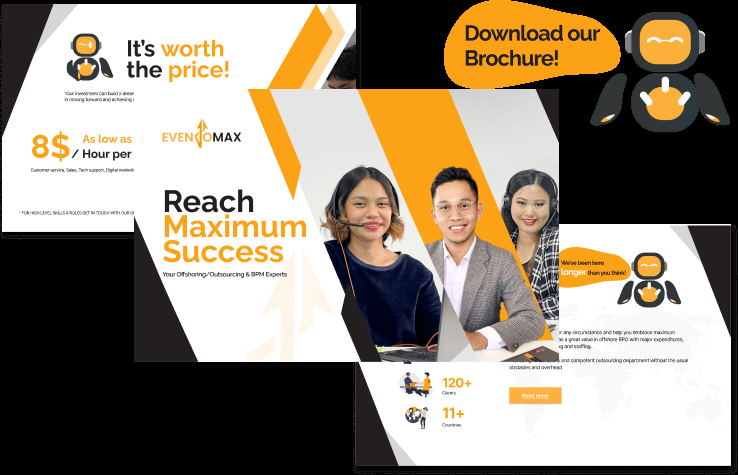 Download our
Brochure!
It's worth
the price!
Your investment can build a
in moving forward and achieving
8$
As low as
/ Hour per
Customer service, Sales, Tech support, Digital
* FOR HIGH LEVEL SKILLS & ROLES GET IN TOUCH WITH OUR
EVENTOMAX
Reach
Maximum
Success
Your Offshoring/Outsourcing & BPM Experts
We've been here
longer than you think!
any circumstance and help you embrace maximum
as a great value in offshore BPO with major expenditures,
and staffing.
and competent outsourcing department without the usual
obstacles and overhead
120+
Clients
11+
Countries
Read more